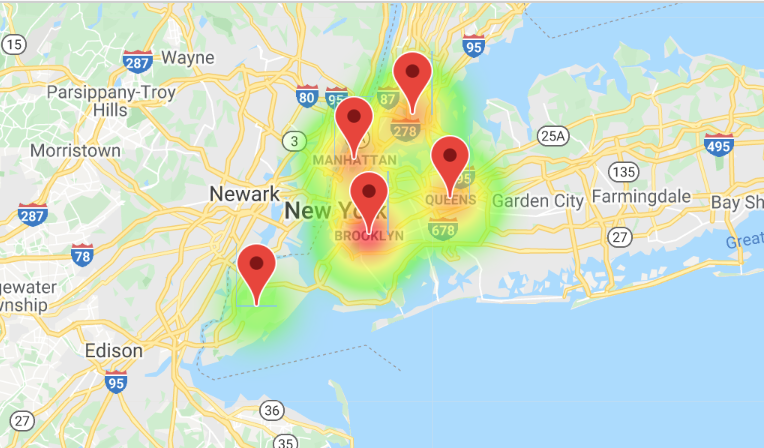 15
95
287
Wayne
Parsippany-Troy
Hills
80
95
87
278
3
25A
Morristown
MANHATTAN
495
135
95
Newark
QUEENS
Garden City
Farmingdale
Bay Sh
287
New York
BROOKLYN
678
27
Great
78
gewater
wnship
Edison
95
36
27
35